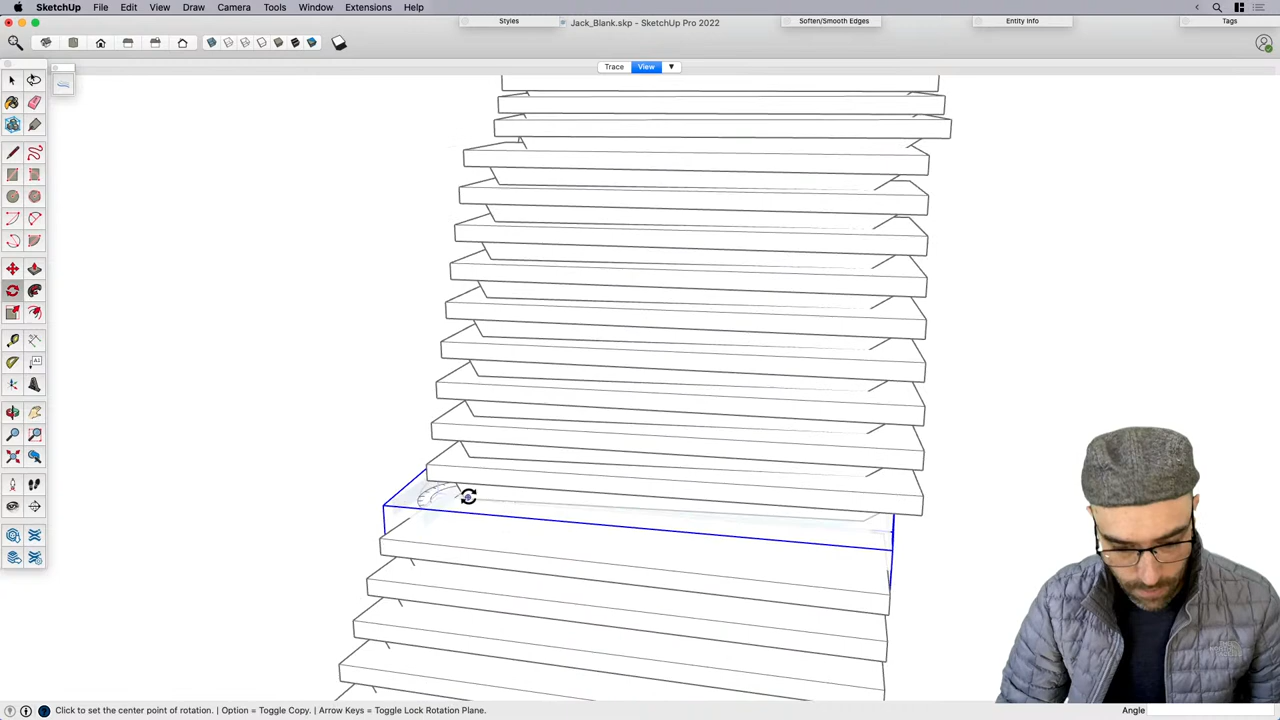 SketchUp File Edit View Draw Camera Tools Window Extensions Help
Styles
Jack_Blank.skp - SketchUp Pro 2022
Soften/Smooth Edges
Entity Info
Tags
Trace View ▼
A1
Click to set the center point of rotation. | Option = Toggle Copy. | Arrow Keys = Toggle Lock Rotation Plane.
Angle